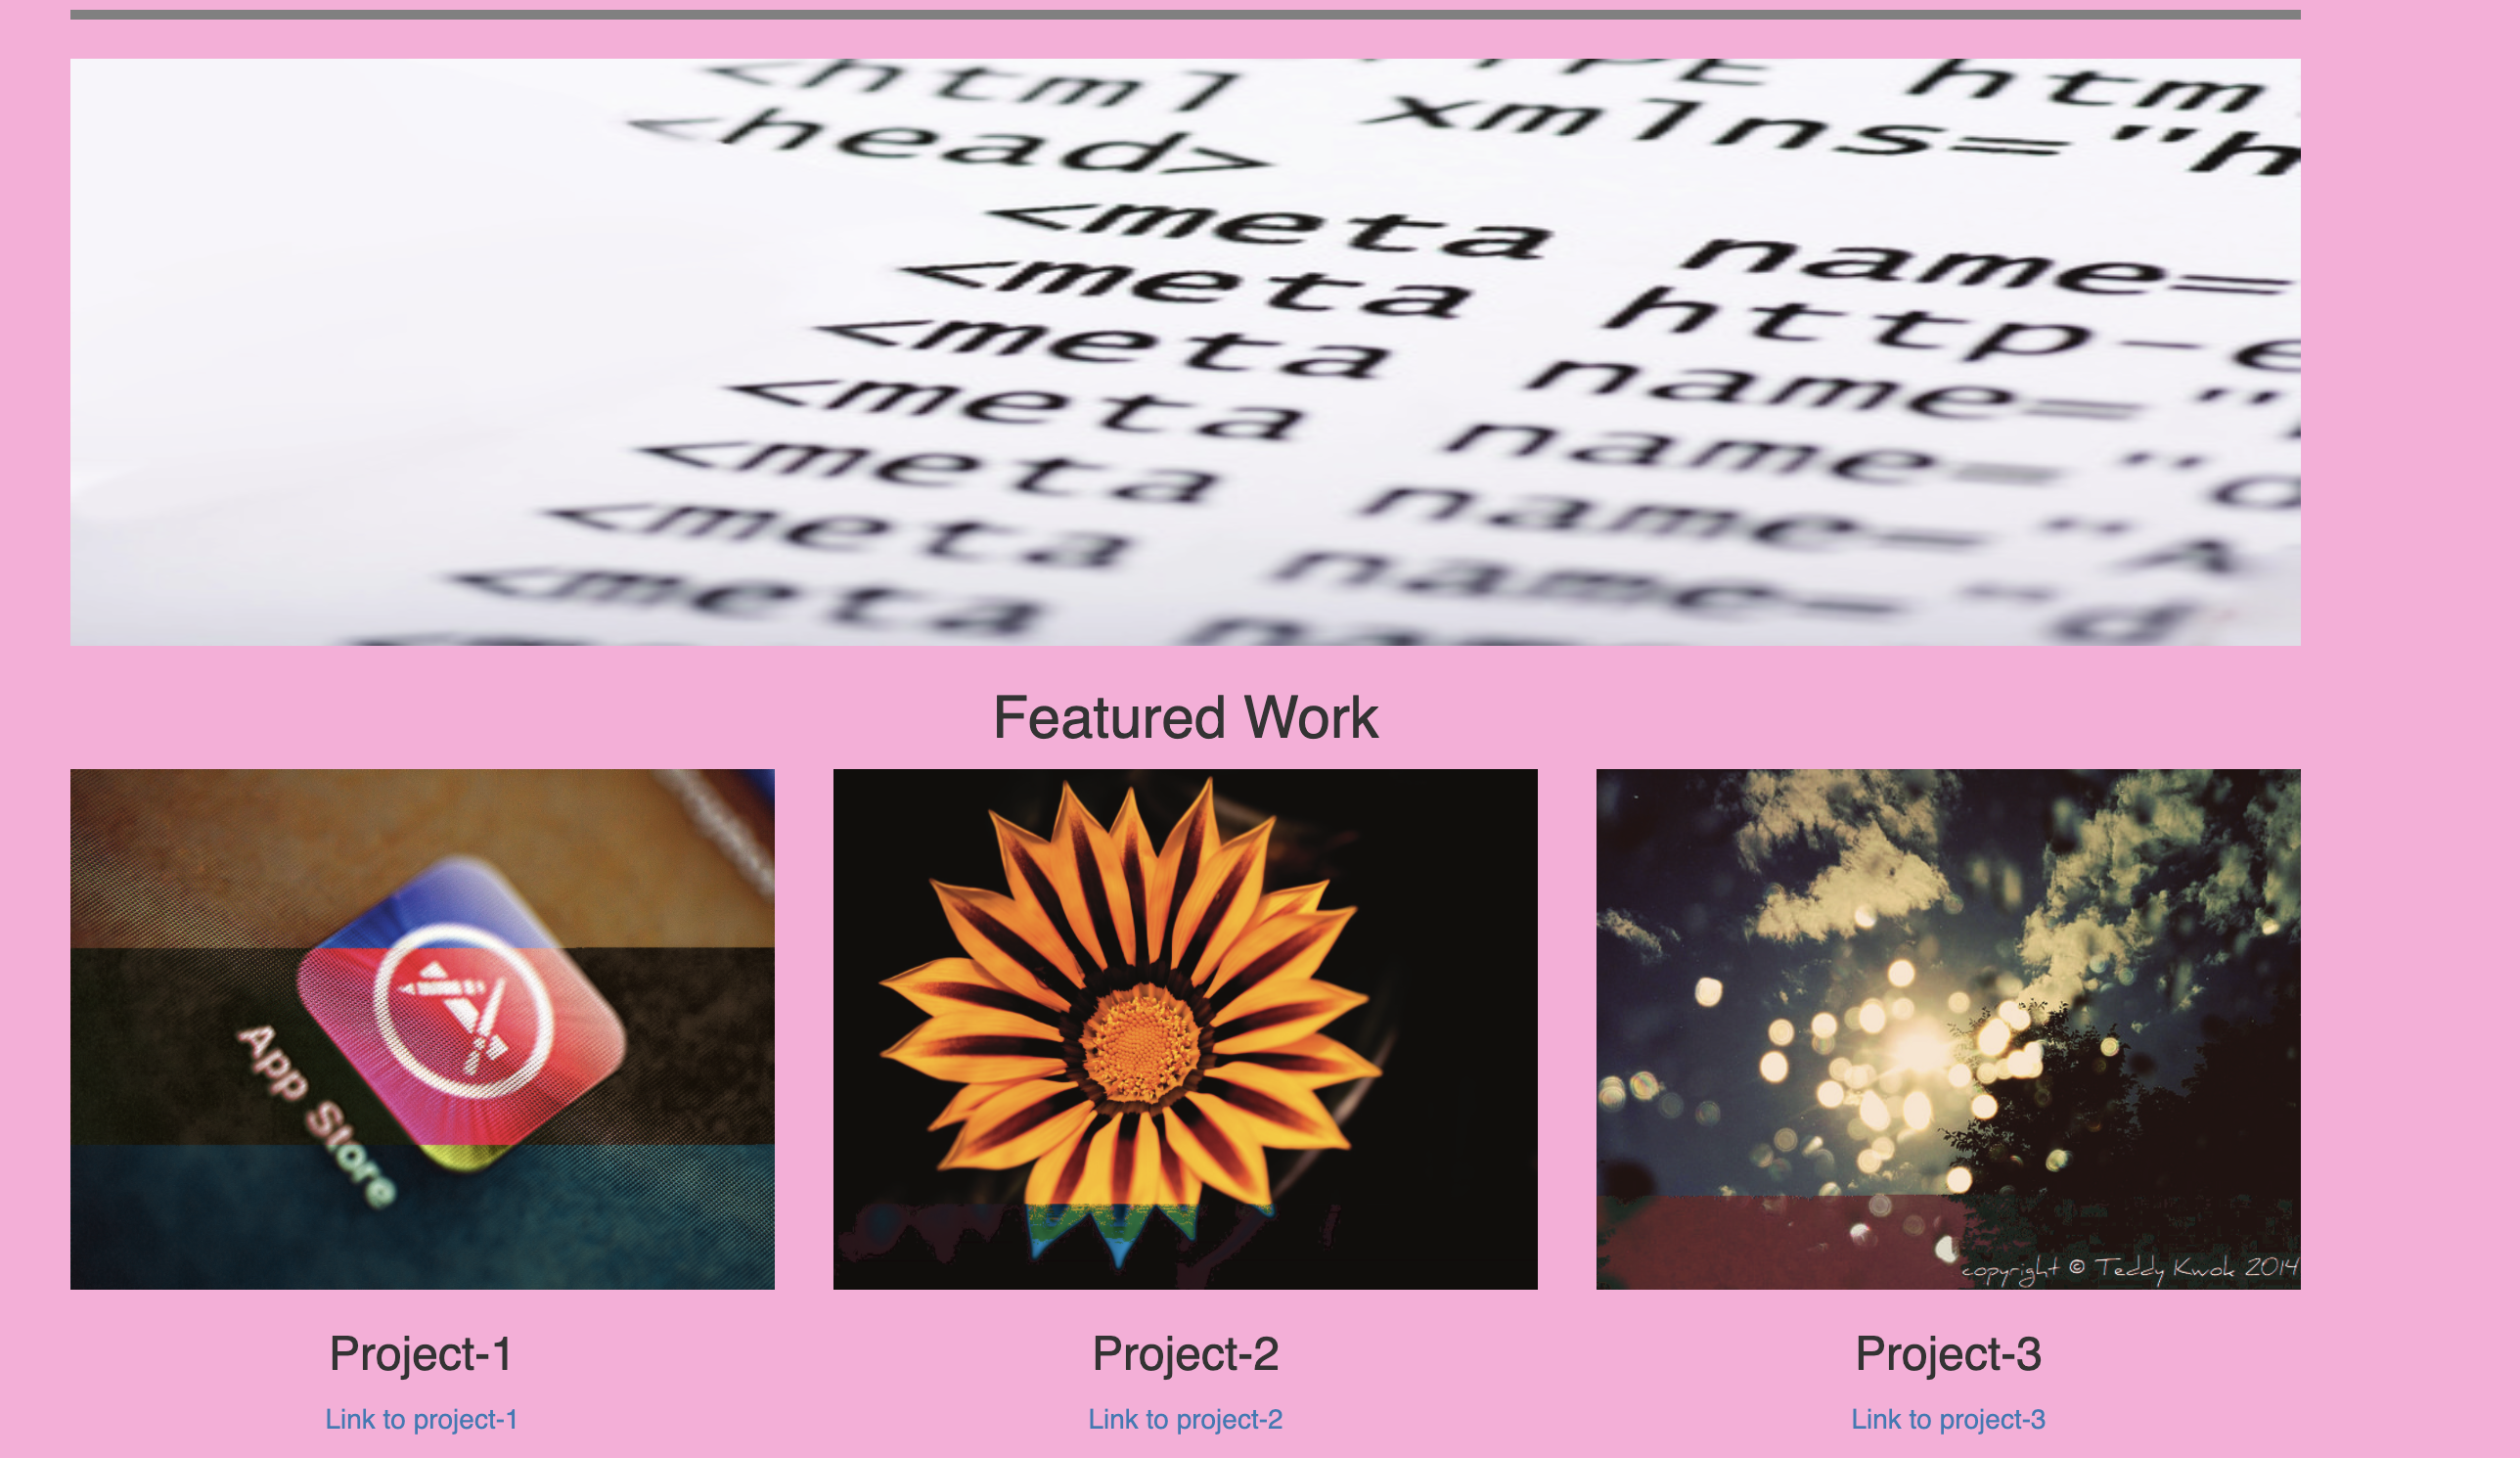 <html xmlns="h
<head>
<meta name=
<meta http-e
<meta name="
<meta name="d
<meta name="A
<meta name="d
<meta
Featured Work
App Store
copyright © Teddy Kwok 2014
Project-1
Project-2
Project-3
Link to project-1
Link to project-2
Link to project-3